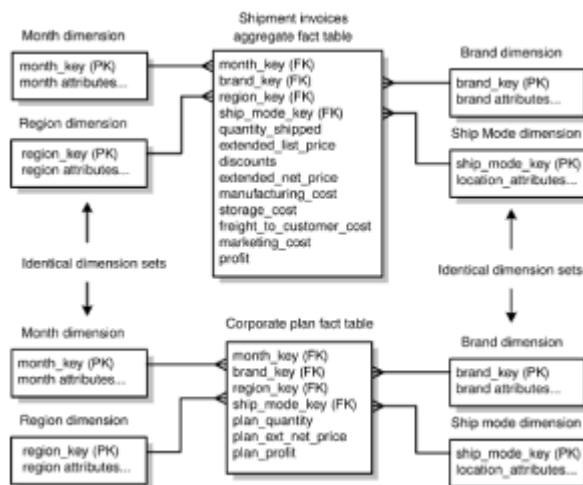 Month dimension
month_key (PK)
month attributes...
Region dimension
region_key (PK)
region attributes...
Identical dimension sets
Shipment invoices
aggregate fact table
month_key (FK)
brand_key (FK)
region_key (FK)
ship_mode_key (FK)
quantity_shipped
extended_list_price
discounts
extended_net_price
manufacturing_cost
storage_cost
freight_to_customer_cost
marketing_cost
profit
Brand dimension
brand_key (PK)
brand attributes...
Ship Mode dimension
ship_mode_key (PK)
location_attributes...
Identical dimension sets
Month dimension
month_key (PK)
month attributes...
Region dimension
region_key (PK)
region attributes...
Corporate plan fact table
month_key (FK)
brand_key (FK)
region_key (FK)
ship_mode_key (FK)
plan_quantity
plan_ext_net_price
plan_profit
Brand dimension
brand_key (PK)
brand attributes...
Ship mode dimension
ship_mode_key (PK)
location_attributes...